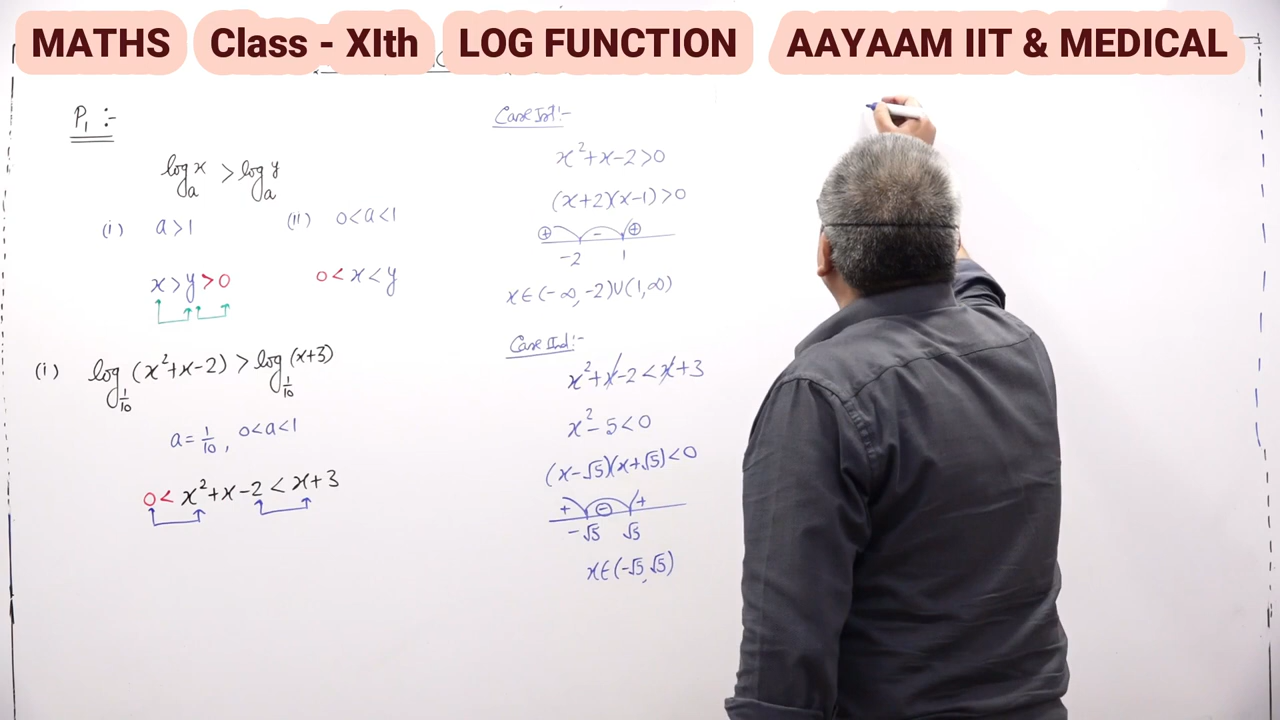 MATHS Class - XIth LOG FUNCTION AAYAAM IIT & MEDICAL
P₁ :-
logₐx > logₐy
(i) a>1 (ii) 0<a<1
x>y>0 0<x<y
(i) log_{1/10}(x²+x-2) > log_{1/10}(x+3)
a=1/10, 0<a<1
0< x²+x-2 < x+3
Case Ist:-
x²+x-2>0
(x+2)(x-1)>0
⊕ - ⊕
-2 1
x∈(-∞,-2)∪(1,∞)
Case IInd:-
x²+x-2<x+3
x²-5<0
(x-√5)(x+√5)<0
+ ⊖ +
-√5 √5
x∈(-√5,√5)